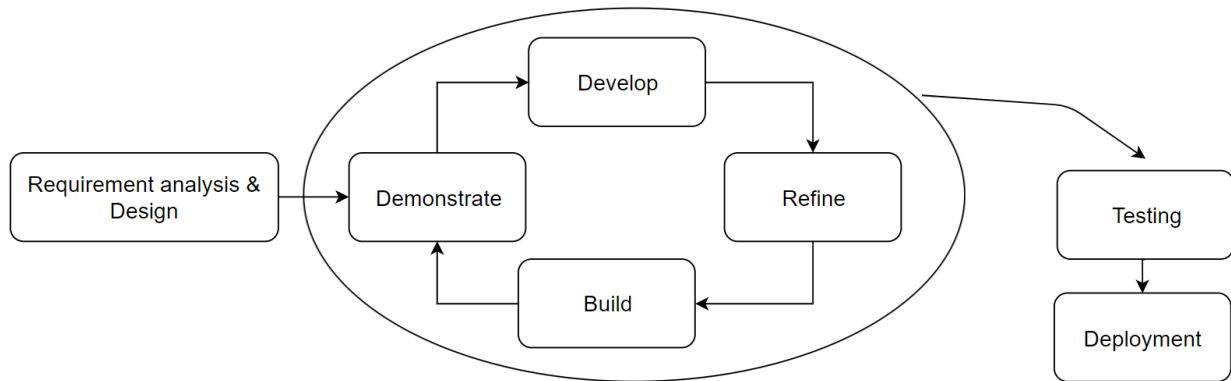 Develop
Requirement analysis &
Design
Demonstrate
Refine
Testing
Build
Deployment